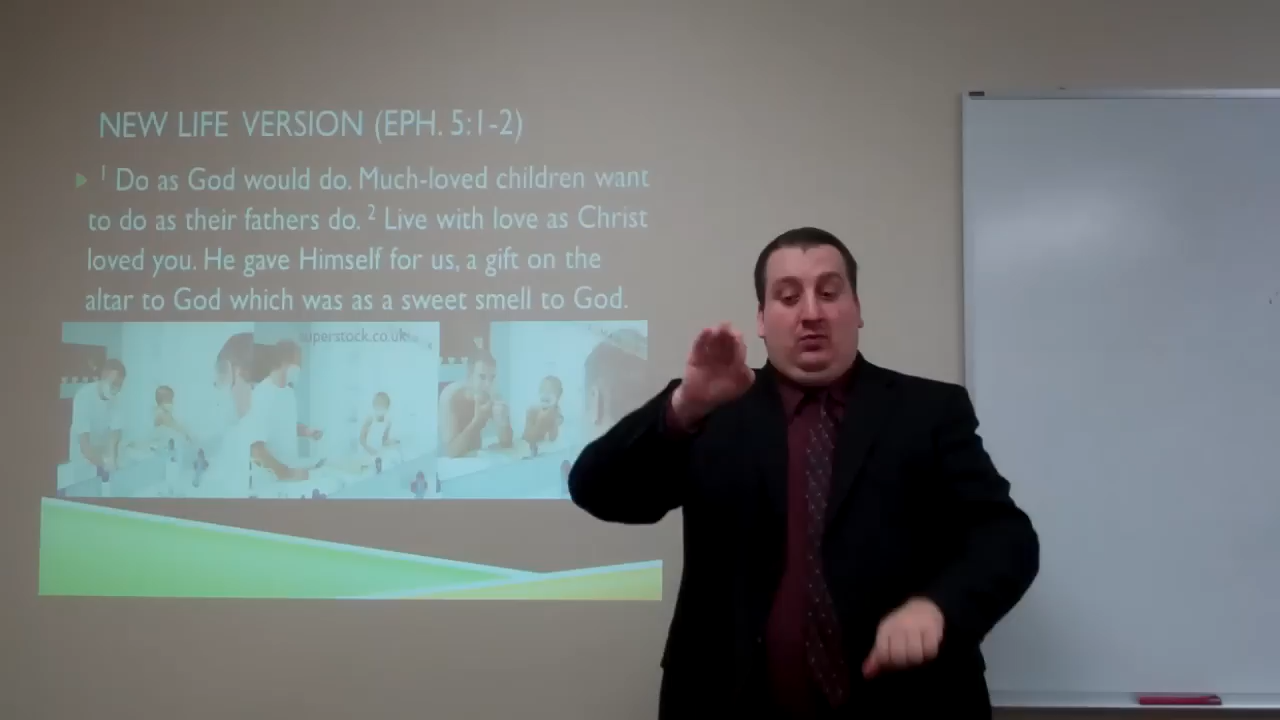 NEW LIFE VERSION (EPH. 5:1-2)
1 Do as God would do. Much-loved children want
to do as their fathers do. 2 Live with love as Christ
loved you. He gave Himself for us, a gift on the
altar to God which was as a sweet smell to God.
superstock.co.uk